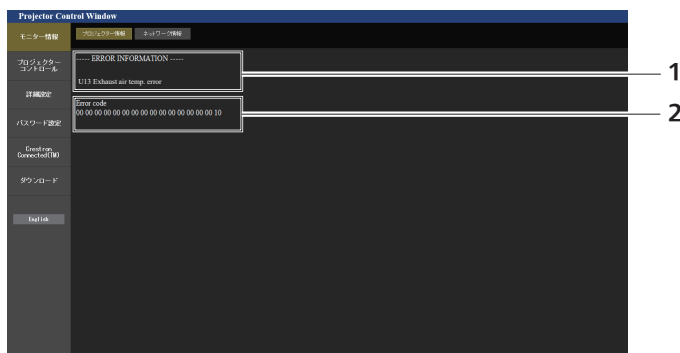 Projector Control Window
モニター情報
プロジェクター情報
ネットワーク情報
----- ERROR INFORMATION -----
U13 Exhaust air temp. error
1
プロジェクター
コントロール
Error code
00 00 00 00 00 00 00 00 00 00 00 00 00 00 00 10
2
詳細設定
パスワード設定
Crestron
Connected(TM)
ダウンロード
English